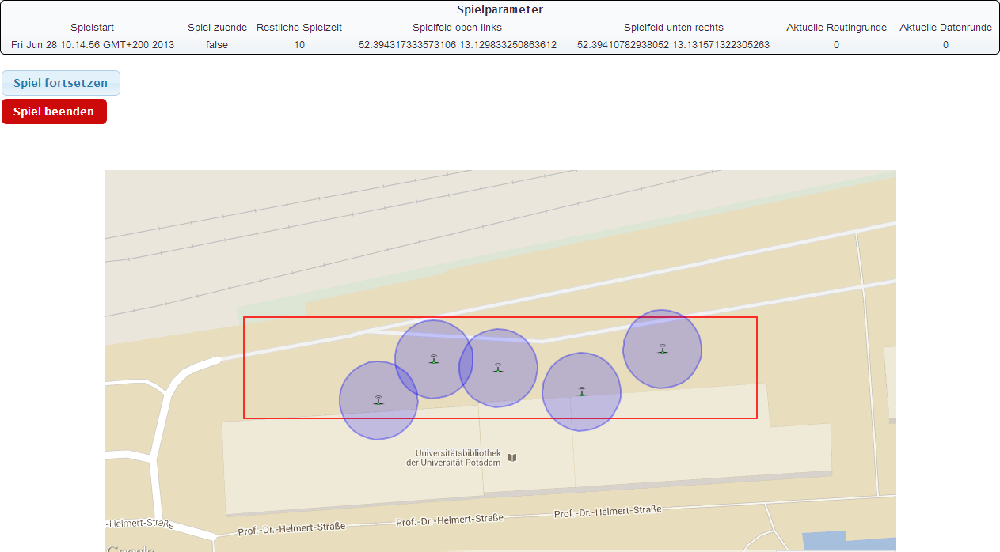 Spielparameter
Spielstart Spiel zuende Restliche Spielzeit Spielfeld oben links Spielfeld unten rechts Aktuelle Routingrunde Aktuelle Datenrunde
Fri Jun 28 10:14:56 GMT+200 2013 false 10 52.394317333573106 13.129833250863612 52.39410782938052 13.131571322305263 0 0
Spiel fortsetzen
Spiel beenden
Universitätsbibliothek
der Universität Potsdam
-Helmert-Straße
Prof.-Dr.-Helmert-Straße
Prof.-Dr.-Helmert-Straße
Prof.-Dr.-Helmert-Straße
Google